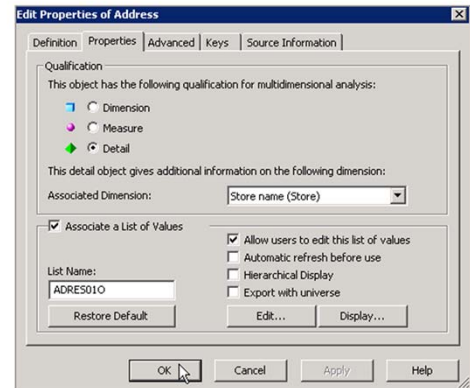 Edit Properties of Address
Definition Properties Advanced Keys Source Information
Qualification
This object has the following qualification for multidimensional analysis:
Dimension
Measure
Detail
This detail object gives additional information on the following dimension:
Associated Dimension: Store name (Store)
Associate a List of Values
Allow users to edit this list of values
Automatic refresh before use
List Name: Hierarchical Display
ADRES01O Export with universe
Restore Default Edit... Display...
OK Cancel Apply Help